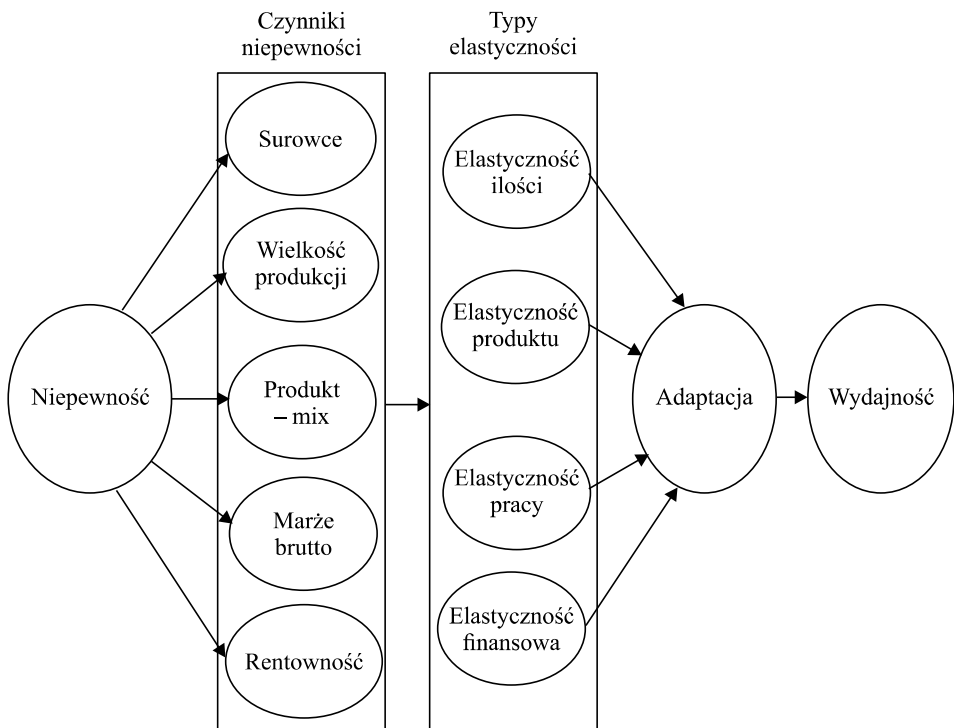 Czynniki
niepewności
Typy
elastyczności
Niepewność
Surowce
Wielkość
produkcji
Produkt
– mix
Marże
brutto
Rentowność
Elastyczność
ilości
Elastyczność
produktu
Elastyczność
pracy
Elastyczność
finansowa
Adaptacja
Wydajność